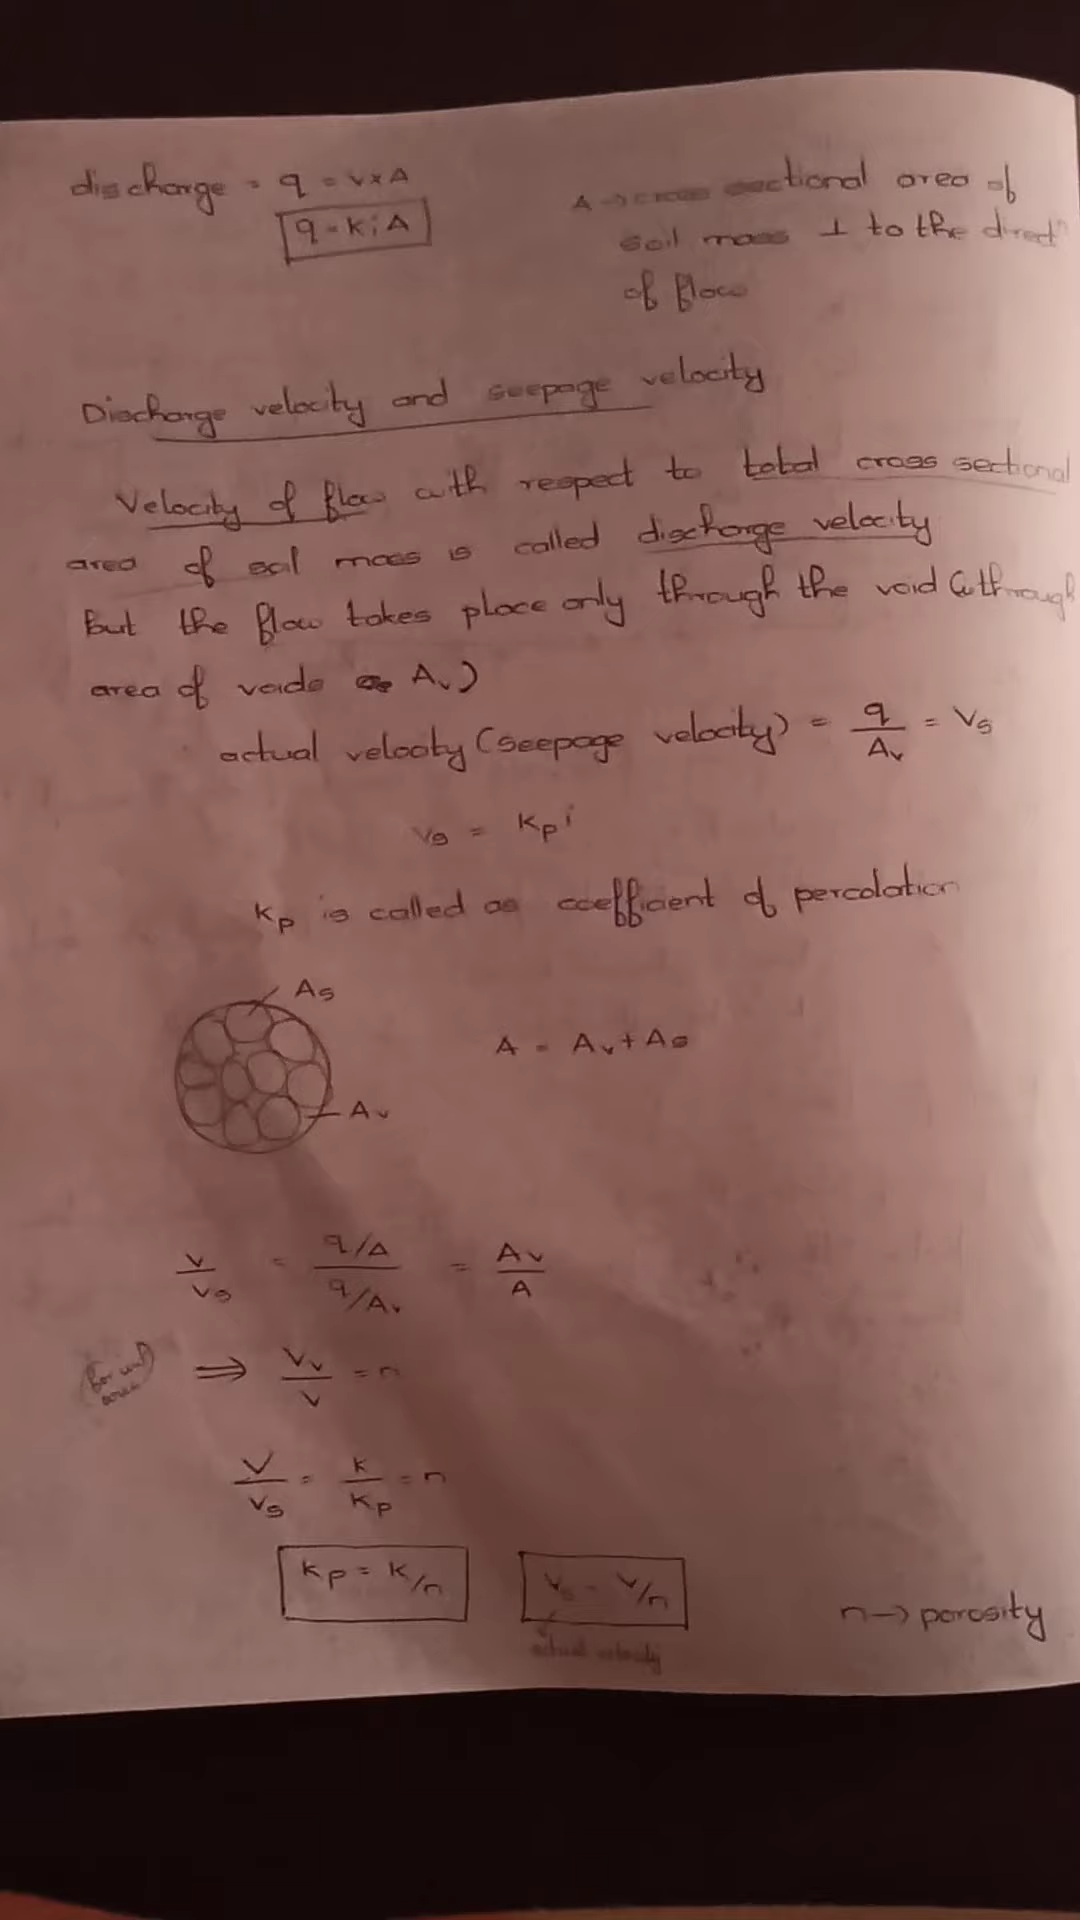 discharge = q = v x A
q = k i A
A → cross sectional area of
soil mass ⊥ to the directⁿ
of flow
Discharge velocity and seepage velocity
Velocity of flow with respect to total cross sectional
area of soil mass is called discharge velocity
But the flow takes place only through the void (through
area of voids Av)
actual velocity (seepage velocity) = q/Av = Vs
vs = Kp i
Kp is called as coefficient of percolation
As
A = Av + As
Av
v/vs = (q/A)/(q/Av) = Av/A
⇒ Vv/V = n
V/Vs = K/Kp = n
Kp = K/n
Vs = V/n
n → porosity
actual velocity